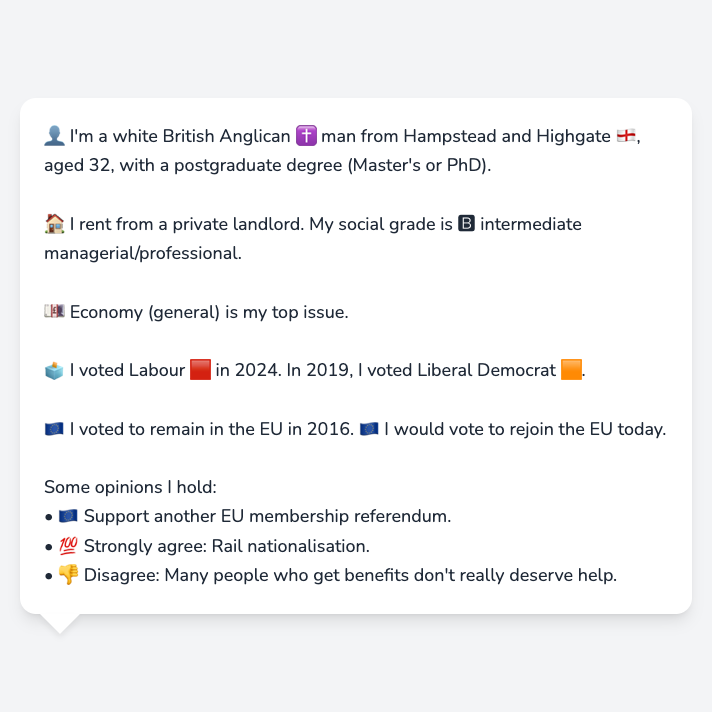 👤 I'm a white British Anglican ✝️ man from Hampstead and Highgate 🏴󠁧󠁢󠁥󠁮󠁧󠁿,
aged 32, with a postgraduate degree (Master's or PhD).
🏠 I rent from a private landlord. My social grade is 🅱 intermediate
managerial/professional.
💷 Economy (general) is my top issue.
🗳️ I voted Labour 🟥 in 2024. In 2019, I voted Liberal Democrat 🟧.
🇪🇺 I voted to remain in the EU in 2016. 🇪🇺 I would vote to rejoin the EU today.
Some opinions I hold:
• 🇪🇺 Support another EU membership referendum.
• 💯 Strongly agree: Rail nationalisation.
• 👎 Disagree: Many people who get benefits don't really deserve help.